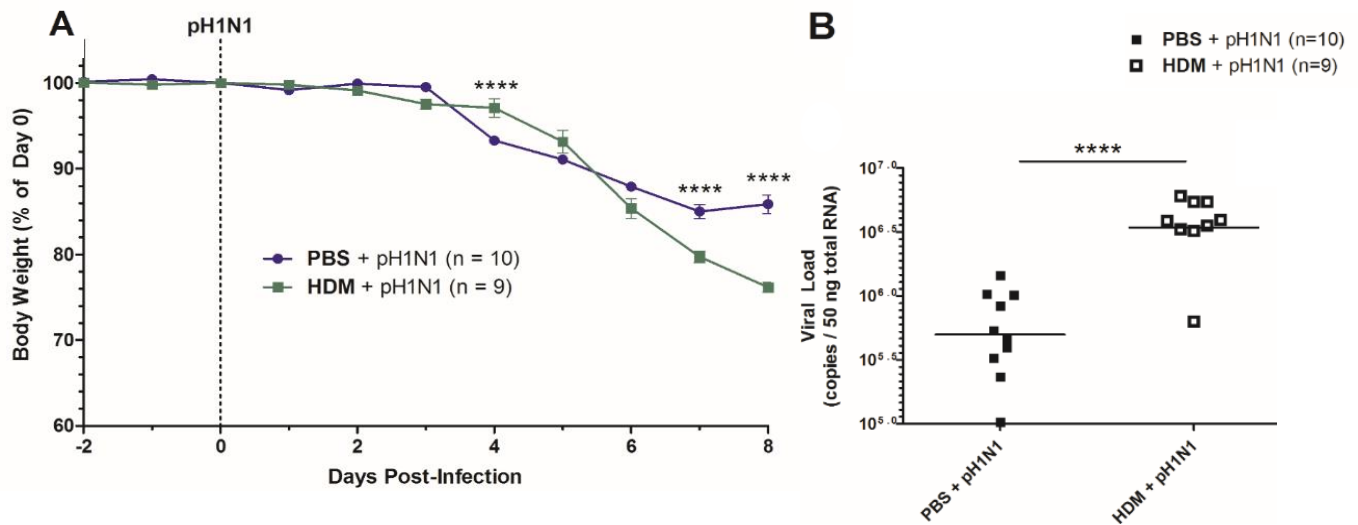 A
pH1N1
100
90
80
70
60
Body Weight (% of Day 0)
****
****
****
PBS + pH1N1 (n = 10)
HDM + pH1N1 (n = 9)
-2
0
2
4
6
8
Days Post-Infection
B
PBS + pH1N1 (n=10)
HDM + pH1N1 (n=9)
****
10^7.0
10^6.5
10^6.0
10^5.5
10^5.0
Viral Load
(copies / 50 ng total RNA)
PBS + pH1N1
HDM + pH1N1